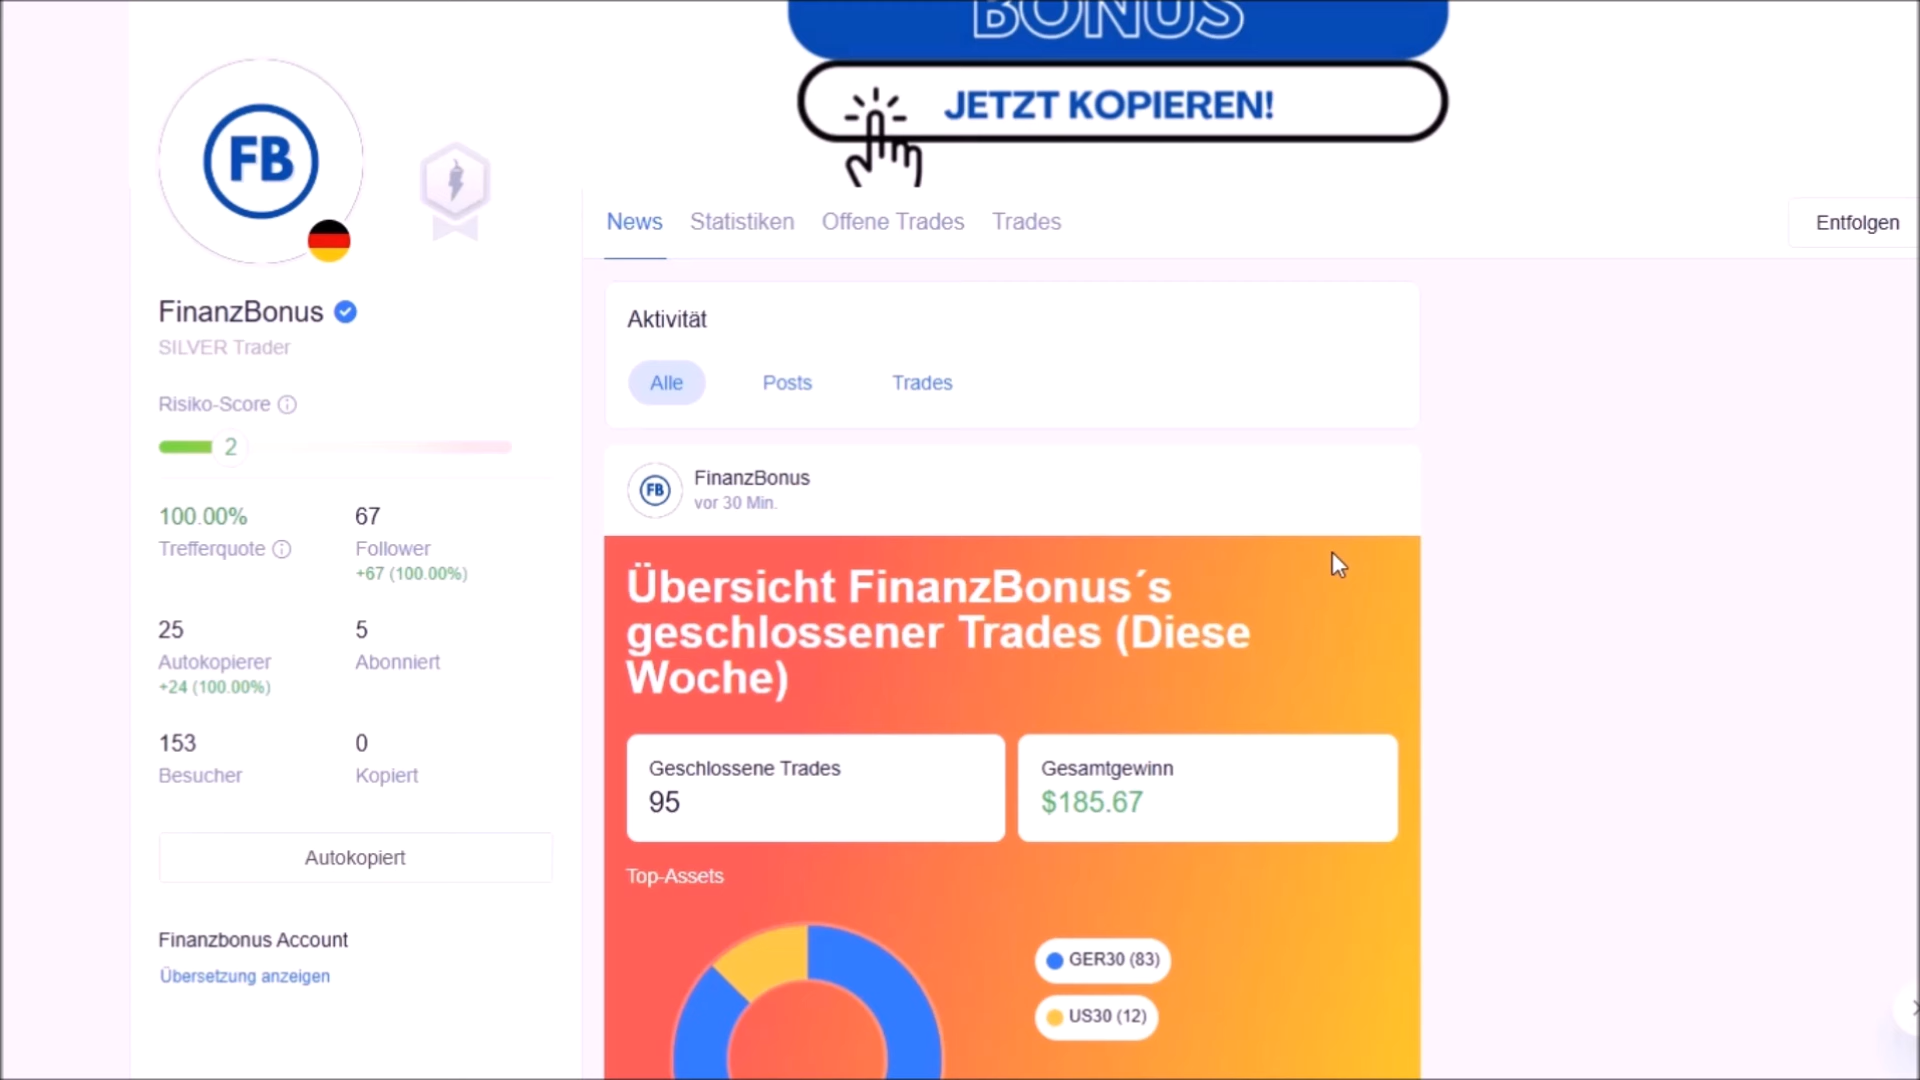 BONUS
JETZT KOPIEREN!
FB
News Statistiken Offene Trades Trades
Entfolgen
FinanzBonus
SILVER Trader
Risiko-Score
2
100.00%
Trefferquote
67
Follower
+67 (100.00%)
25
Autokopierer
+24 (100.00%)
5
Abonniert
153
Besucher
0
Kopiert
Autokopiert
Finanzbonus Account
Übersetzung anzeigen
Aktivität
Alle Posts Trades
FB
FinanzBonus
vor 30 Min.
Übersicht FinanzBonus´s
geschlossener Trades (Diese
Woche)
Geschlossene Trades
95
Gesamtgewinn
$185.67
Top-Assets
GER30 (83)
US30 (12)